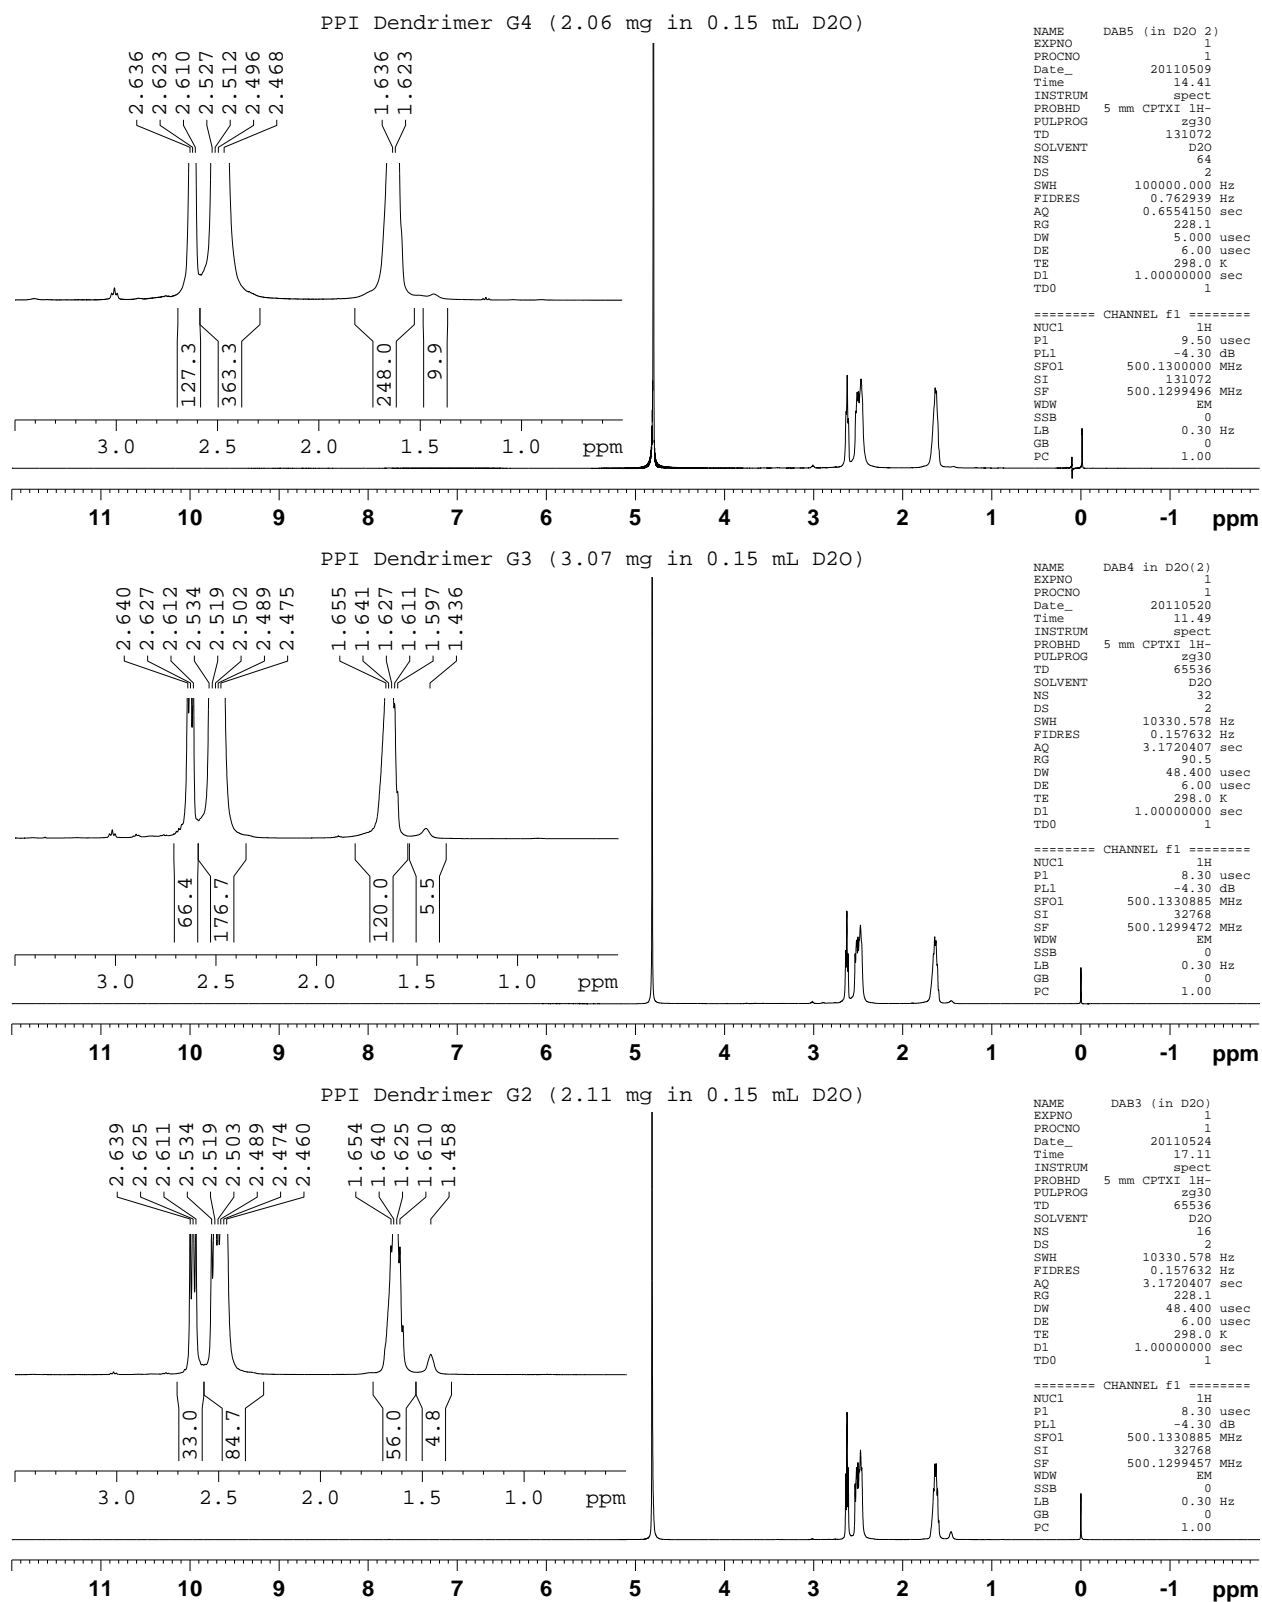 PPI Dendrimer G4 (2.06 mg in 0.15 mL D2O)
2.636
2.623
2.610
2.527
2.512
2.496
2.468
1.636
1.623
127.3
363.3
248.0
9.9
3.0 2.5 2.0 1.5 1.0 ppm
NAME DAB5 (in D2O 2)
EXPNO 1
PROCNO 1
Date_ 20110509
Time 14.41
INSTRUM spect
PROBHD 5 mm CPTXI 1H-
PULPROG zg30
TD 131072
SOLVENT D2O
NS 64
DS 2
SWH 100000.000 Hz
FIDRES 0.762939 Hz
AQ 0.6554150 sec
RG 228.1
DW 5.000 usec
DE 6.00 usec
TE 298.0 K
D1 1.00000000 sec
TD0 1
======== CHANNEL f1 ========
NUC1 1H
P1 9.50 usec
PL1 -4.30 dB
SFO1 500.1300000 MHz
SI 131072
SF 500.1299496 MHz
WDW EM
SSB 0
LB 0.30 Hz
GB 0
PC 1.00
11 10 9 8 7 6 5 4 3 2 1 0 -1 ppm
PPI Dendrimer G3 (3.07 mg in 0.15 mL D2O)
2.640
2.627
2.612
2.534
2.519
2.502
2.489
2.475
1.655
1.641
1.627
1.611
1.597
1.436
66.4
176.7
120.0
5.5
3.0 2.5 2.0 1.5 1.0 ppm
NAME DAB4 in D2O(2)
EXPNO 1
PROCNO 1
Date_ 20110520
Time 11.49
INSTRUM spect
PROBHD 5 mm CPTXI 1H-
PULPROG zg30
TD 65536
SOLVENT D2O
NS 32
DS 2
SWH 10330.578 Hz
FIDRES 0.157632 Hz
AQ 3.1720407 sec
RG 90.5
DW 48.400 usec
DE 6.00 usec
TE 298.0 K
D1 1.00000000 sec
TD0 1
======== CHANNEL f1 ========
NUC1 1H
P1 8.30 usec
PL1 -4.30 dB
SFO1 500.1330885 MHz
SI 32768
SF 500.1299472 MHz
WDW EM
SSB 0
LB 0.30 Hz
GB 0
PC 1.00
11 10 9 8 7 6 5 4 3 2 1 0 -1 ppm
PPI Dendrimer G2 (2.11 mg in 0.15 mL D2O)
2.639
2.625
2.611
2.534
2.519
2.503
2.489
2.474
2.460
1.654
1.640
1.625
1.610
1.458
33.0
84.7
56.0
4.8
3.0 2.5 2.0 1.5 1.0 ppm
NAME DAB3 (in D2O)
EXPNO 1
PROCNO 1
Date_ 20110524
Time 17.11
INSTRUM spect
PROBHD 5 mm CPTXI 1H-
PULPROG zg30
TD 65536
SOLVENT D2O
NS 16
DS 2
SWH 10330.578 Hz
FIDRES 0.157632 Hz
AQ 3.1720407 sec
RG 228.1
DW 48.400 usec
DE 6.00 usec
TE 298.0 K
D1 1.00000000 sec
TD0 1
======== CHANNEL f1 ========
NUC1 1H
P1 8.30 usec
PL1 -4.30 dB
SFO1 500.1330885 MHz
SI 32768
SF 500.1299457 MHz
WDW EM
SSB 0
LB 0.30 Hz
GB 0
PC 1.00
11 10 9 8 7 6 5 4 3 2 1 0 -1 ppm